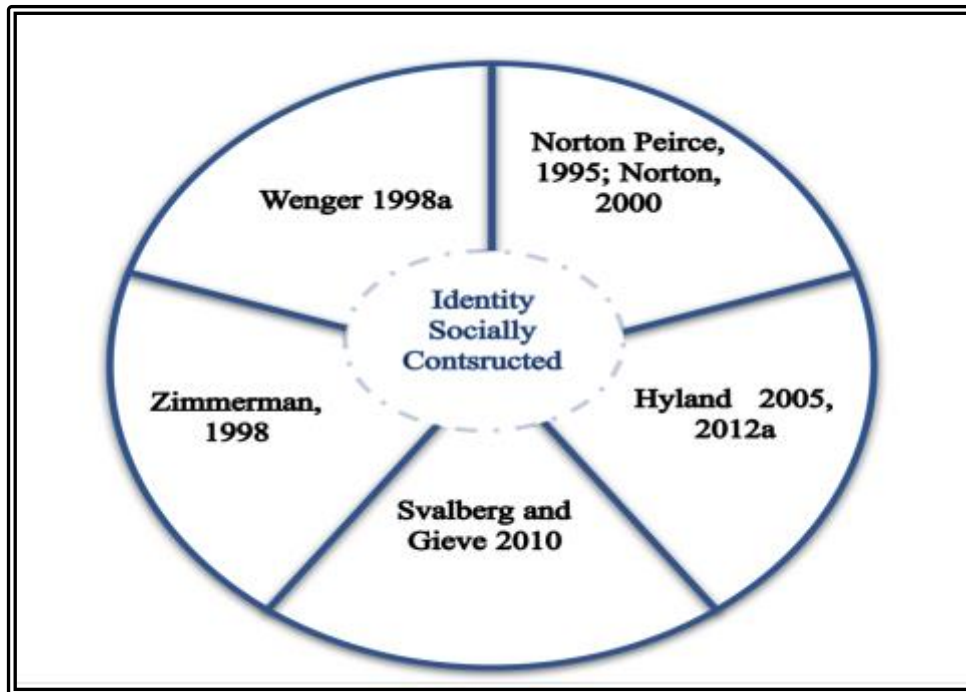 Norton Peirce,
1995; Norton,
2000
Wenger 1998a
Identity
Socially
Contsructed
Zimmerman,
1998
Hyland 2005,
2012a
Svalberg and
Gieve 2010